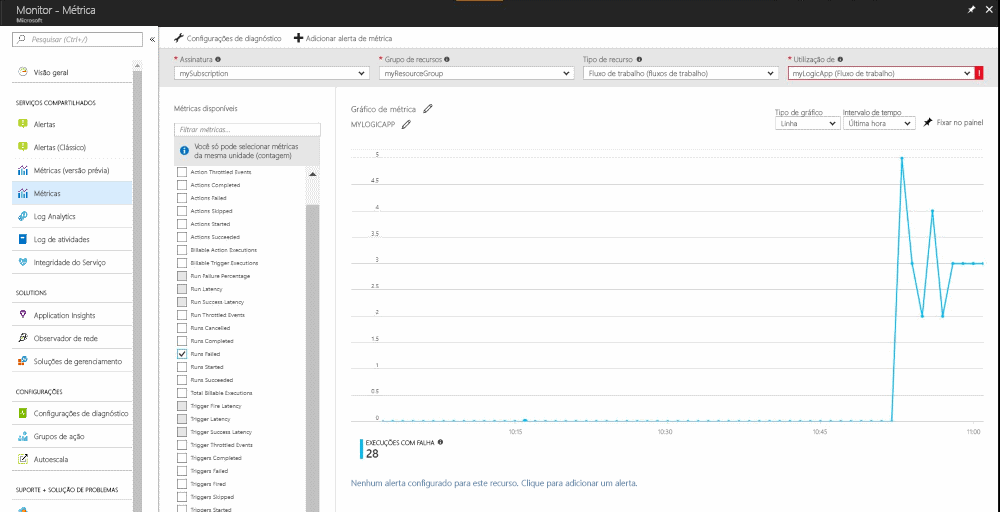 Monitor - Métrica
Microsoft
Pesquisar (Ctrl+/)
«
Visão geral
SERVIÇOS COMPARTILHADOS
Alertas
Alertas (Clássico)
Métricas (versão prévia)
Métricas
Log Analytics
Log de atividades
Integridade do Serviço
SOLUTIONS
Application Insights
Observador de rede
Soluções de gerenciamento
CONFIGURAÇÕES
Configurações de diagnóstico
Grupos de ação
Autoescala
SUPORTE + SOLUÇÃO DE PROBLEMAS
Configurações de diagnóstico
Adicionar alerta de métrica
* Assinatura
mySubscription
* Grupo de recursos
myResourceGroup
Tipo de recurso
Fluxo de trabalho (fluxos de trabalho)
* Utilização de
myLogicApp (Fluxo de trabalho)
Métricas disponíveis
Filtrar métricas...
Você só pode selecionar métricas
da mesma unidade (contagem)
Action Throttled Events
Actions Completed
Actions Failed
Actions Skipped
Actions Started
Actions Succeeded
Billable Action Executions
Billable Trigger Executions
Run Failure Percentage
Run Latency
Run Success Latency
Run Throttled Events
Runs Cancelled
Runs Completed
Runs Failed
Runs Started
Runs Succeeded
Total Billable Executions
Trigger Fire Latency
Trigger Latency
Trigger Success Latency
Trigger Throttled Events
Triggers Completed
Triggers Failed
Triggers Fired
Triggers Skipped
Triggers Started
Gráfico de métrica
MYLOGICAPP
Tipo de gráfico
Linha
Intervalo de tempo
Última hora
Fixar no painel
5
4.5
4
3.5
3
2.5
2
1.5
1
0.5
0
10:15
10:30
10:45
11:00
EXECUÇÕES COM FALHA
28
Nenhum alerta configurado para este recurso. Clique para adicionar um alerta.